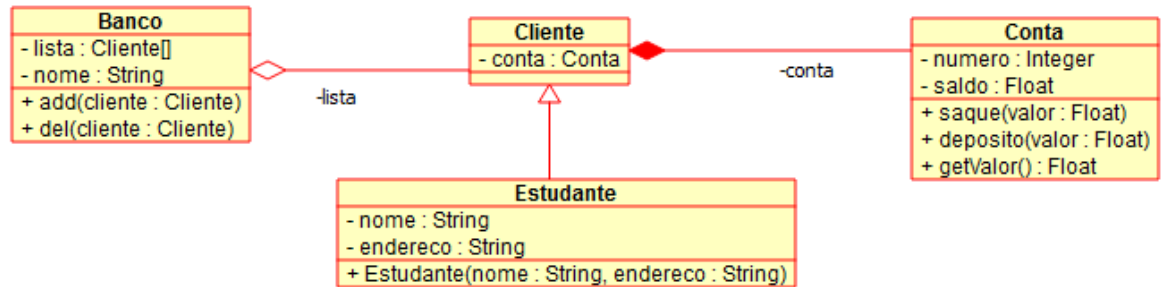 Banco
- lista : Cliente[]
- nome : String
+ add(cliente : Cliente)
+ del(cliente : Cliente)
-lista
Cliente
- conta : Conta
-conta
Conta
- numero : Integer
- saldo : Float
+ saque(valor : Float)
+ deposito(valor : Float)
+ getValor() : Float
Estudante
- nome : String
- endereco : String
+ Estudante(nome : String, endereco : String)